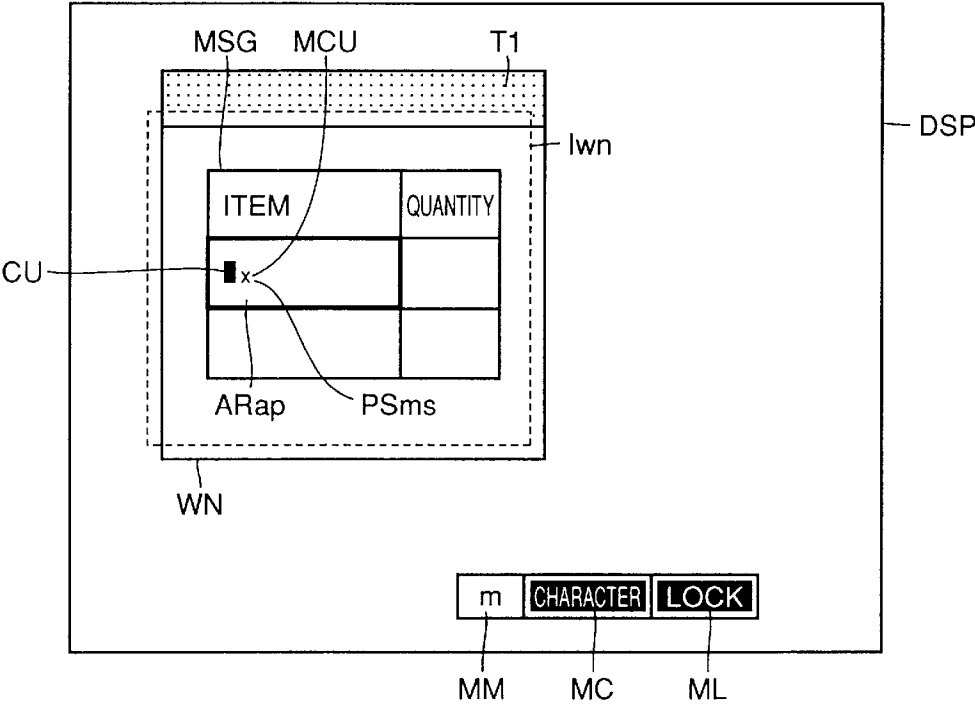 MSG MCU T1
DSP
Iwn
ITEM QUANTITY
CU x
ARap PSms
WN
m CHARACTER LOCK
MM MC ML